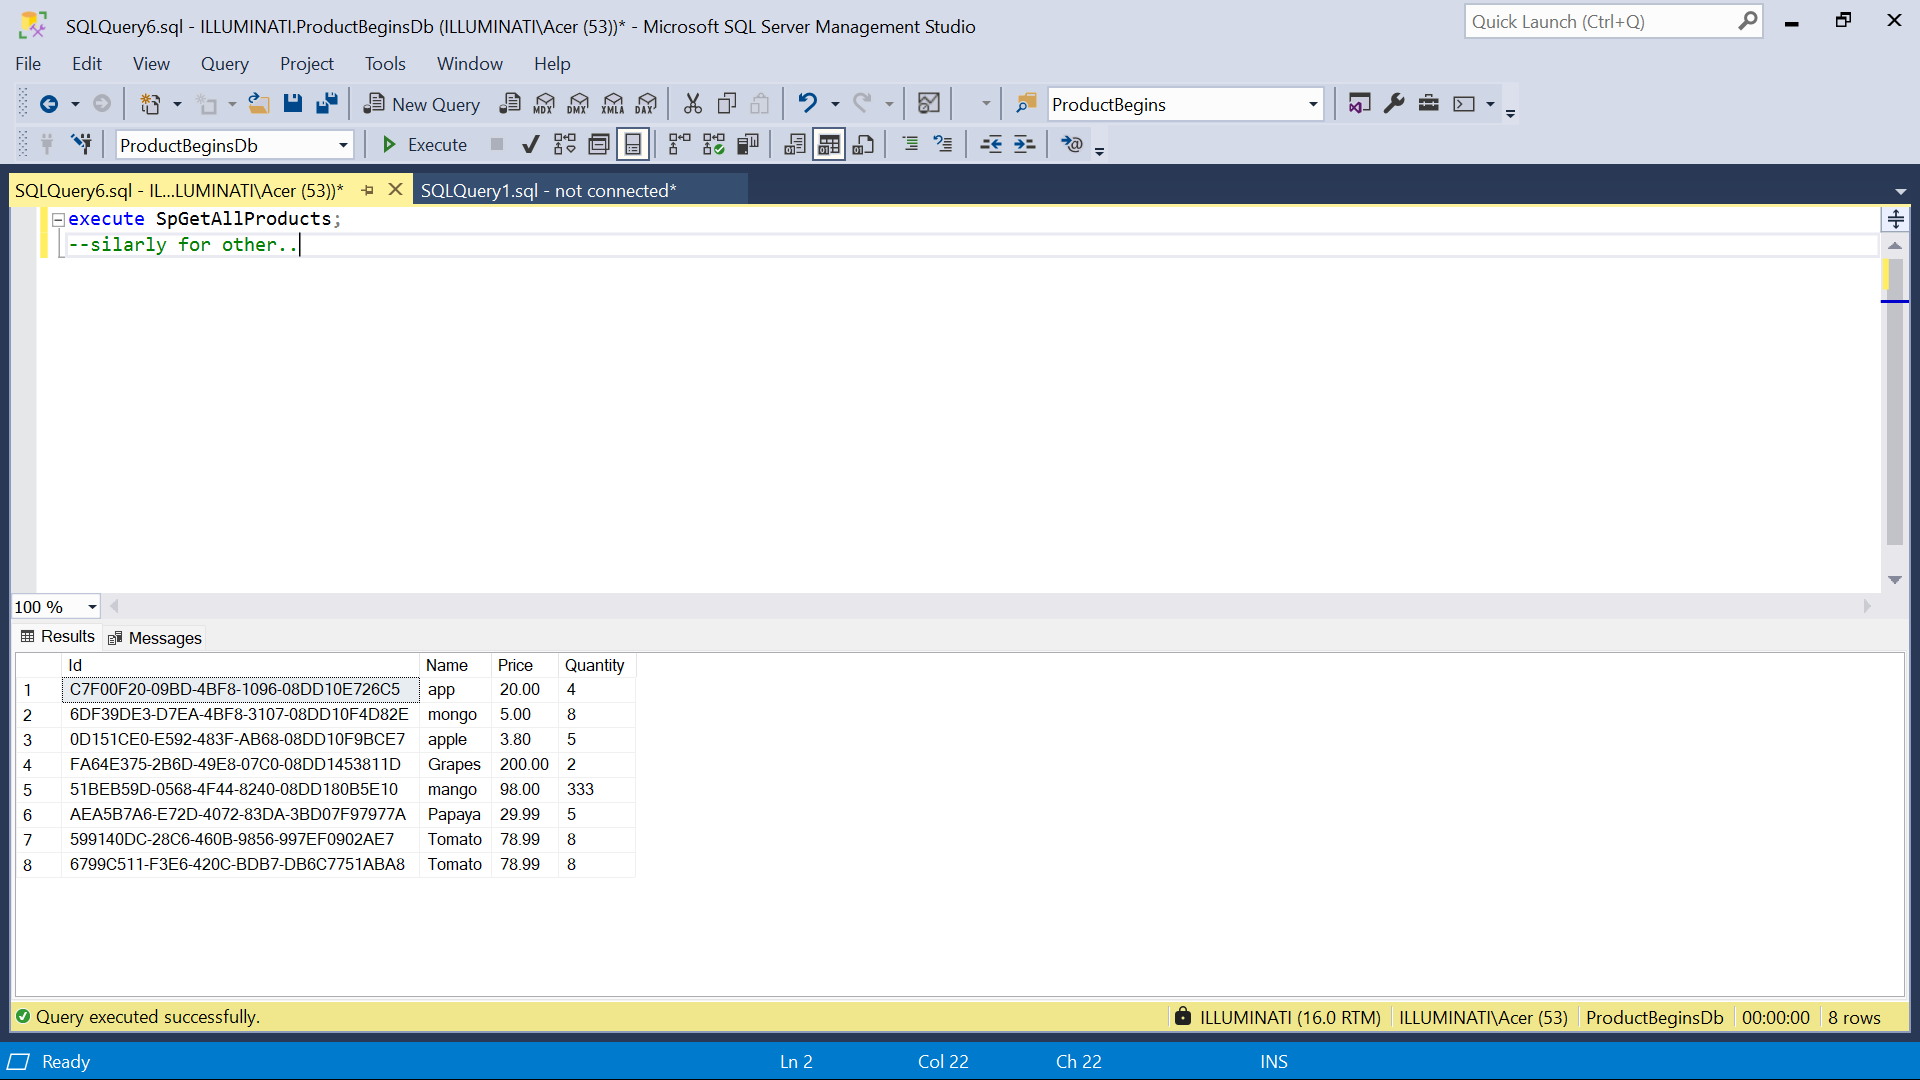 SQLQuery6.sql - ILLUMINATI.ProductBeginsDb (ILLUMINATI\Acer (53))* - Microsoft SQL Server Management Studio
Quick Launch (Ctrl+Q)
File Edit View Query Project Tools Window Help
New Query MDX DMX XMLA DAX ProductBegins
ProductBeginsDb Execute
SQLQuery6.sql - IL...LUMINATI\Acer (53))* SQLQuery1.sql - not connected*
execute SpGetAllProducts;
--silarly for other..
100 %
Results Messages
Id Name Price Quantity
1 C7F00F20-09BD-4BF8-1096-08DD10E726C5 app 20.00 4
2 6DF39DE3-D7EA-4BF8-3107-08DD10F4D82E mongo 5.00 8
3 0D151CE0-E592-483F-AB68-08DD10F9BCE7 apple 3.80 5
4 FA64E375-2B6D-49E8-07C0-08DD1453811D Grapes 200.00 2
5 51BEB59D-0568-4F44-8240-08DD180B5E10 mango 98.00 333
6 AEA5B7A6-E72D-4072-83DA-3BD07F97977A Papaya 29.99 5
7 599140DC-28C6-460B-9856-997EF0902AE7 Tomato 78.99 8
8 6799C511-F3E6-420C-BDB7-DB6C7751ABA8 Tomato 78.99 8
Query executed successfully. ILLUMINATI (16.0 RTM) ILLUMINATI\Acer (53) ProductBeginsDb 00:00:00 8 rows
Ready Ln 2 Col 22 Ch 22 INS